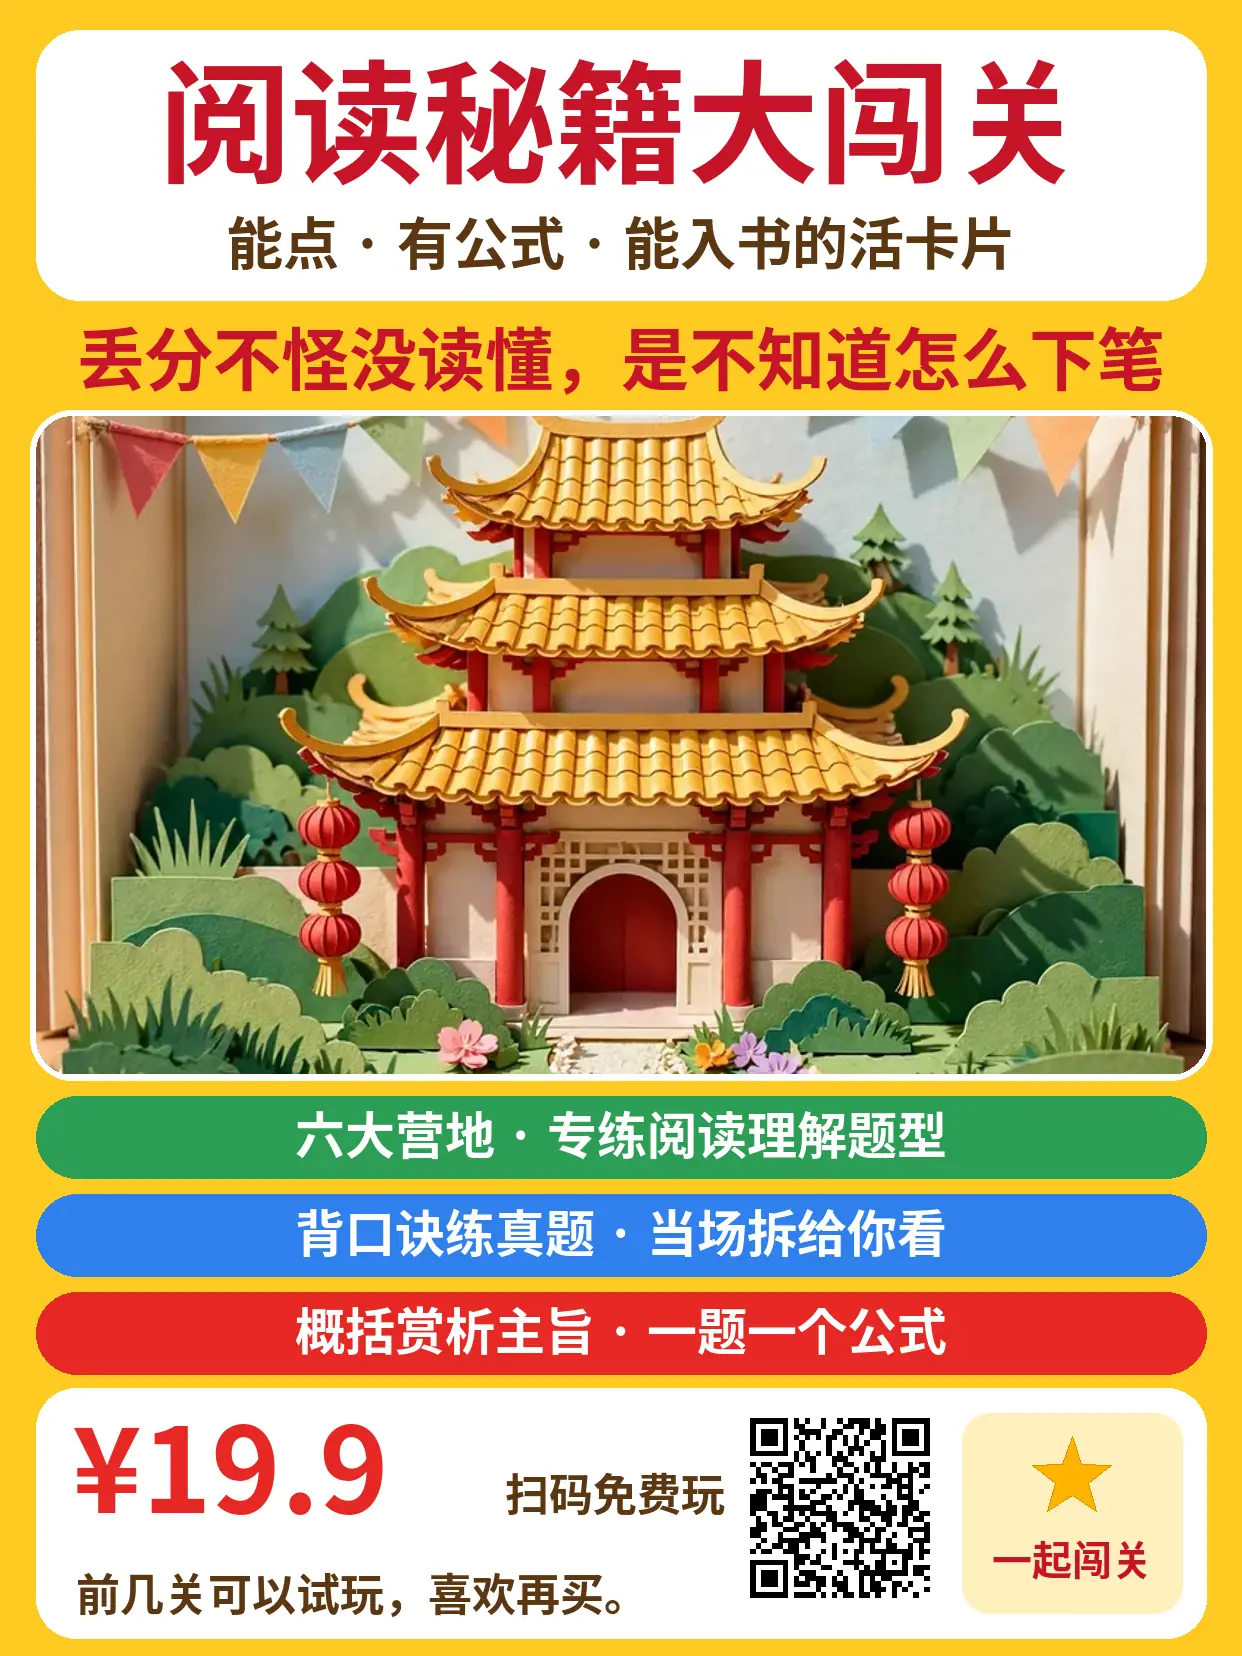 阅读秘籍大闯关
能点 · 有公式 · 能入书的活卡片
丢分不怪没读懂，是不知道怎么下笔
六大营地 · 专练阅读理解题型
背口诀练真题 · 当场拆给你看
概括赏析主旨 · 一题一个公式
¥19.9
扫码免费玩
一起闯关
前几关可以试玩，喜欢再买。